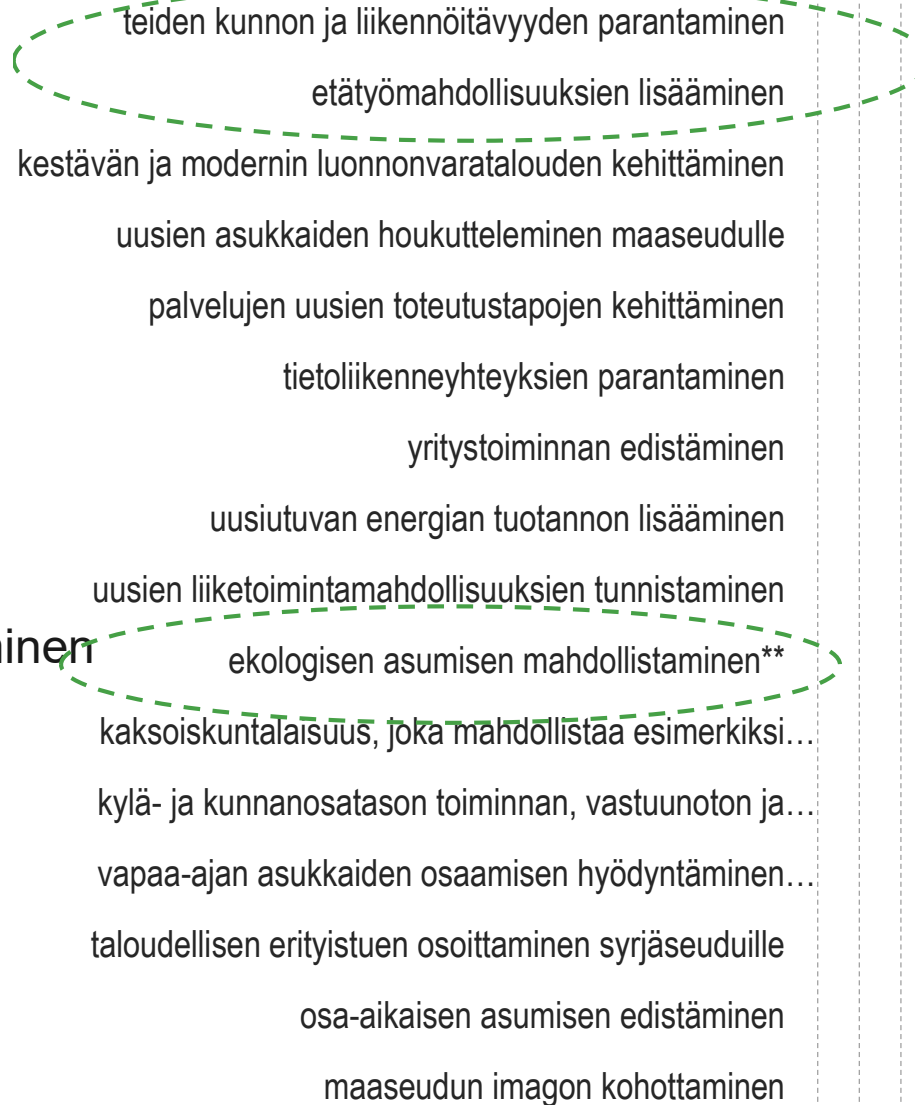 teiden kunnon ja liikennöitävyyden parantaminen
etätyömahdollisuuksien lisääminen
kestävän ja modernin luonnonvaratalouden kehittäminen
uusien asukkaiden houkutteleminen maaseudulle
palvelujen uusien toteutustapojen kehittäminen
tietoliikenneyhteyksien parantaminen
yritystoiminnan edistäminen
uusiutuvan energian tuotannon lisääminen
uusien liiketoimintamahdollisuuksien tunnistaminen
ekologisen asumisen mahdollistaminen**
kaksoiskuntalaisuus, joka mahdollistaa esimerkiksi…
kylä- ja kunnanosatason toiminnan, vastuunoton ja…
vapaa-ajan asukkaiden osaamisen hyödyntäminen…
taloudellisen erityistuen osoittaminen syrjäseuduille
osa-aikaisen asumisen edistäminen
maaseudun imagon kohottaminen